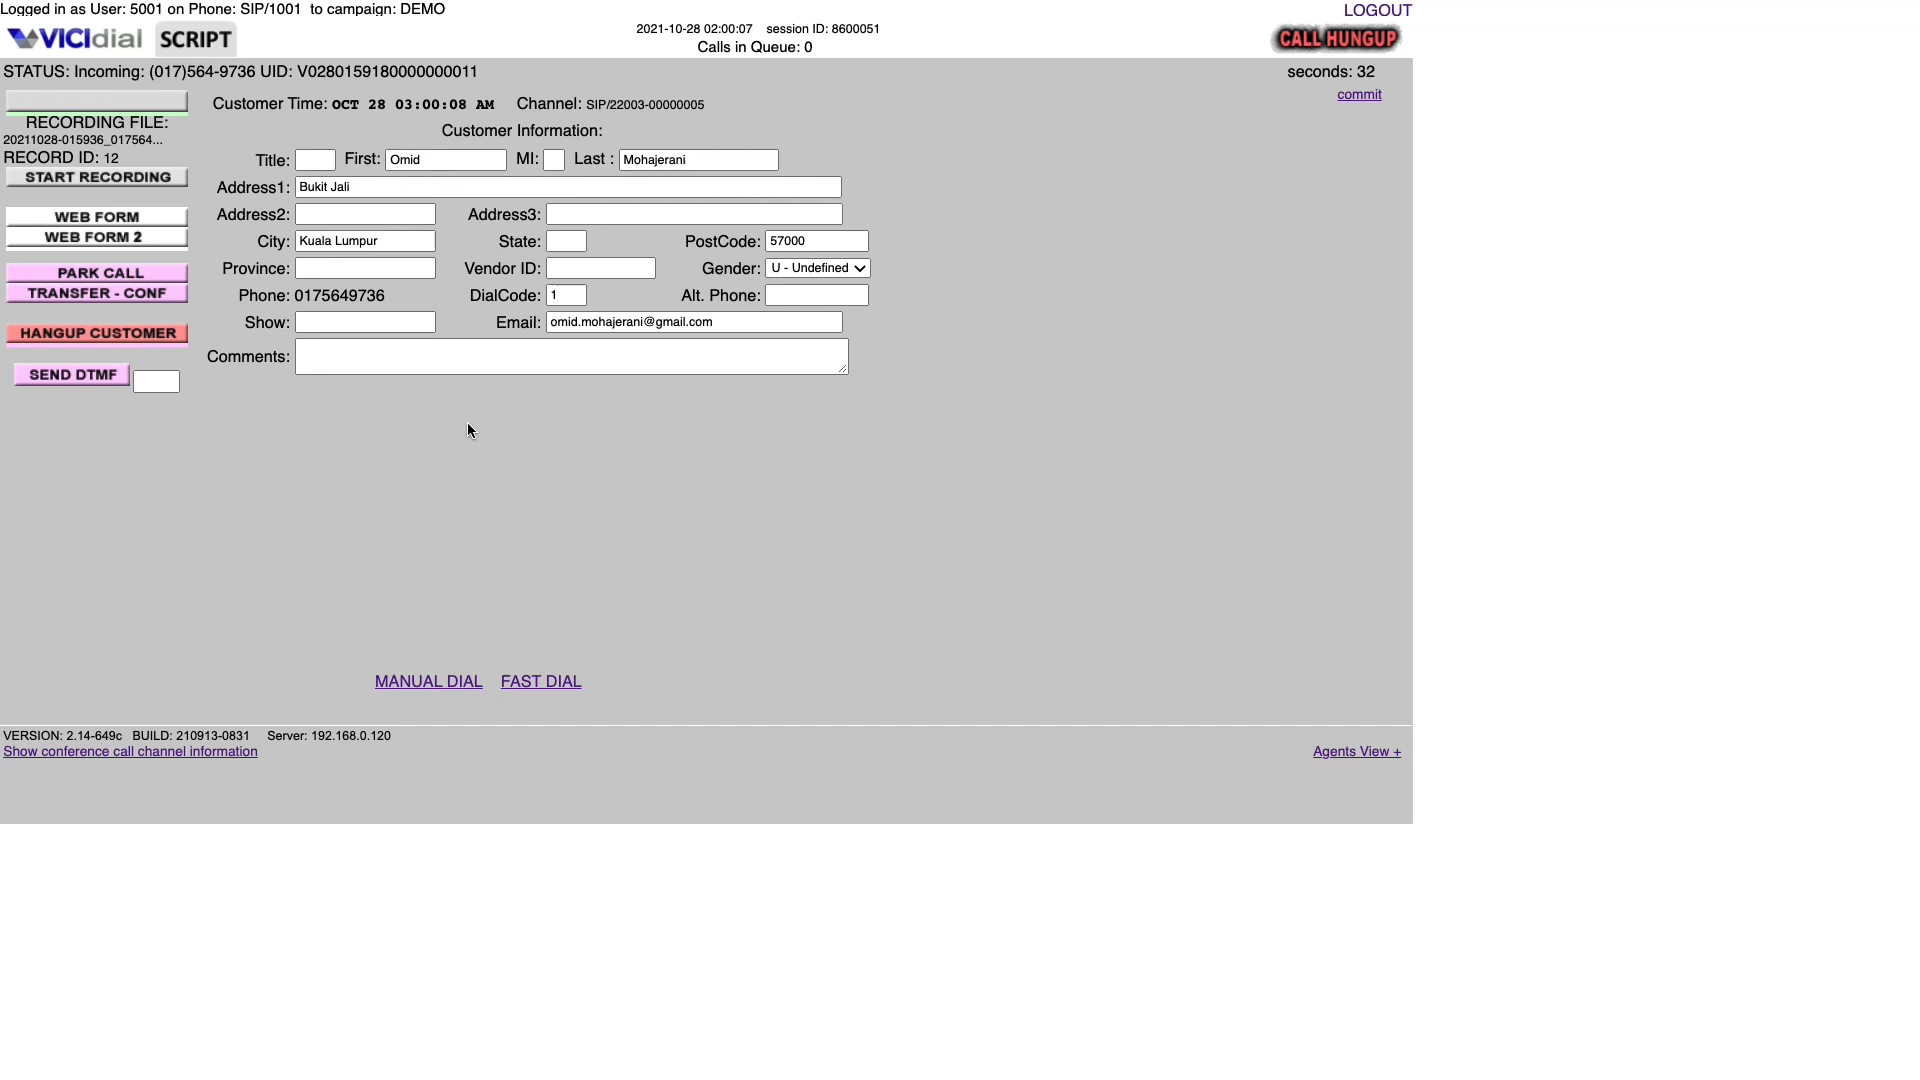 Logged in as User: 5001 on Phone: SIP/1001 to campaign: DEMO
LOGOUT
VICIdial SCRIPT
2021-10-28 02:00:07 session ID: 8600051
Calls in Queue: 0
CALL HUNGUP
STATUS: Incoming: (017)564-9736 UID: V0280159180000000011
seconds: 32
commit
Customer Time: OCT 28 03:00:08 AM Channel: SIP/22003-00000005
RECORDING FILE:
20211028-015936_017564...
RECORD ID: 12
START RECORDING
WEB FORM
WEB FORM 2
PARK CALL
TRANSFER - CONF
HANGUP CUSTOMER
SEND DTMF
Customer Information:
Title: First: Omid MI: Last : Mohajerani
Address1: Bukit Jali
Address2: Address3:
City: Kuala Lumpur State: PostCode: 57000
Province: Vendor ID: Gender: U - Undefined
Phone: 0175649736 DialCode: 1 Alt. Phone:
Show: Email: omid.mohajerani@gmail.com
Comments:
MANUAL DIAL FAST DIAL
VERSION: 2.14-649c BUILD: 210913-0831 Server: 192.168.0.120
Show conference call channel information
Agents View +